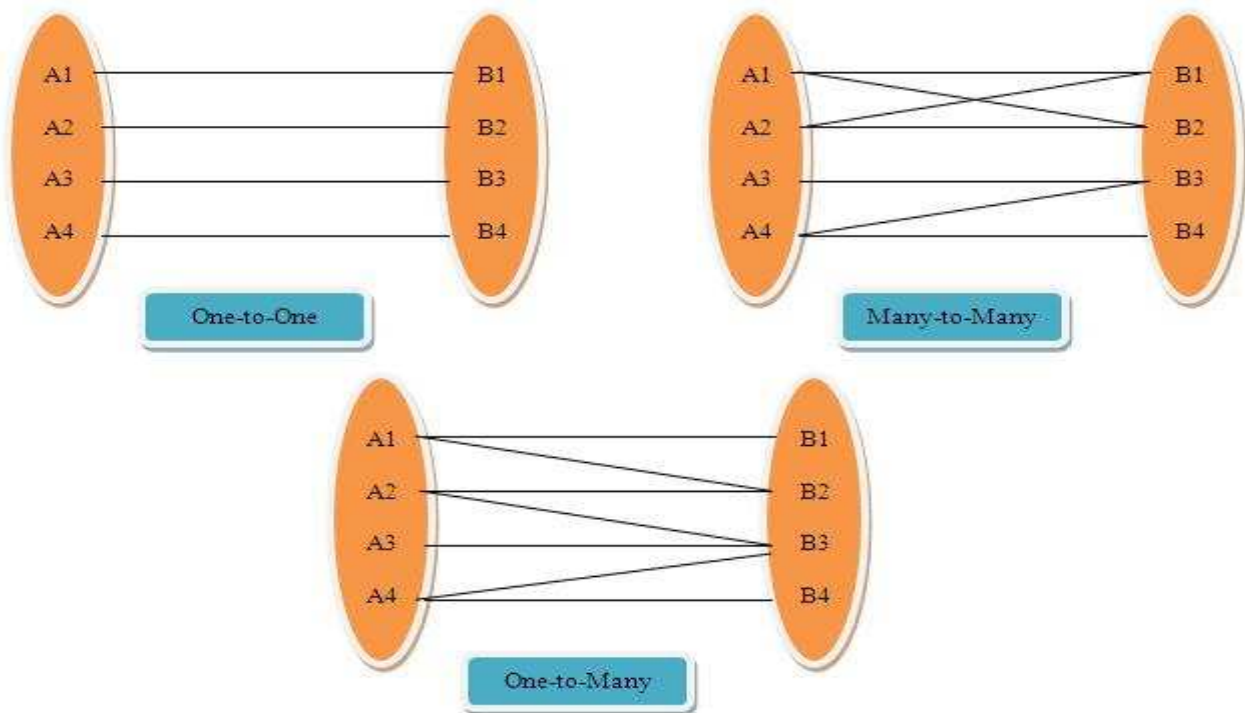 A1 B1
A2 B2
A3 B3
A4 B4
One-to-One
A1 B1
A2 B2
A3 B3
A4 B4
Many-to-Many
A1 B1
A2 B2
A3 B3
A4 B4
One-to-Many